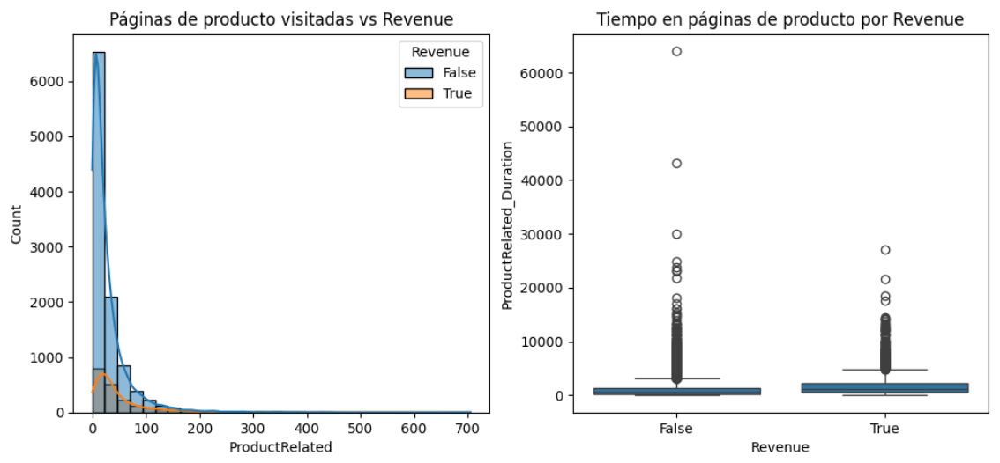 Páginas de producto visitadas vs Revenue
Revenue
False
True
6000
5000
4000
3000
2000
1000
0
Count
0 100 200 300 400 500 600 700
ProductRelated
Tiempo en páginas de producto por Revenue
60000
50000
40000
30000
20000
10000
0
ProductRelated_Duration
False True
Revenue